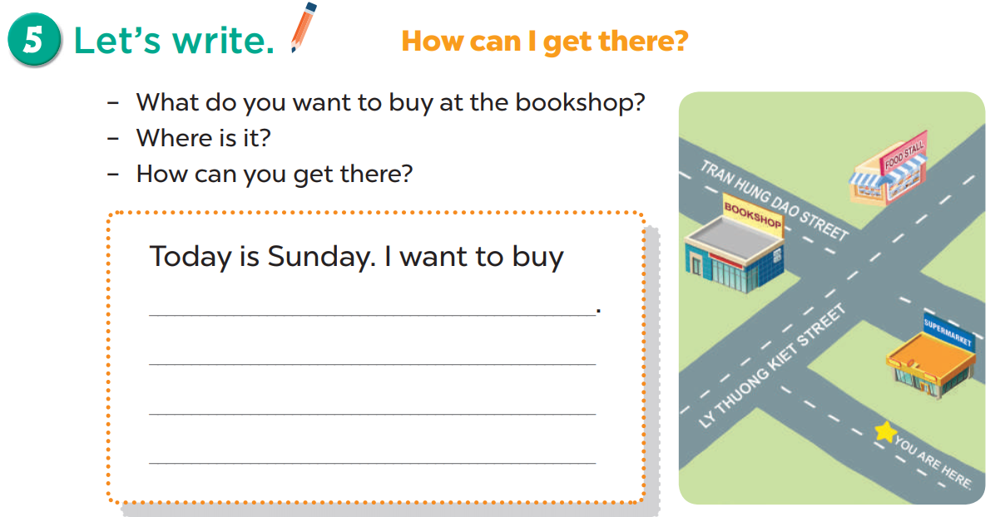 5 Let's write.
How can I get there?
– What do you want to buy at the bookshop?
– Where is it?
– How can you get there?
Today is Sunday. I want to buy
.
FOOD STALL
TRAN HUNG DAO STREET
BOOKSHOP
LY THUONG KIET STREET
SUPERMARKET
YOU ARE HERE.